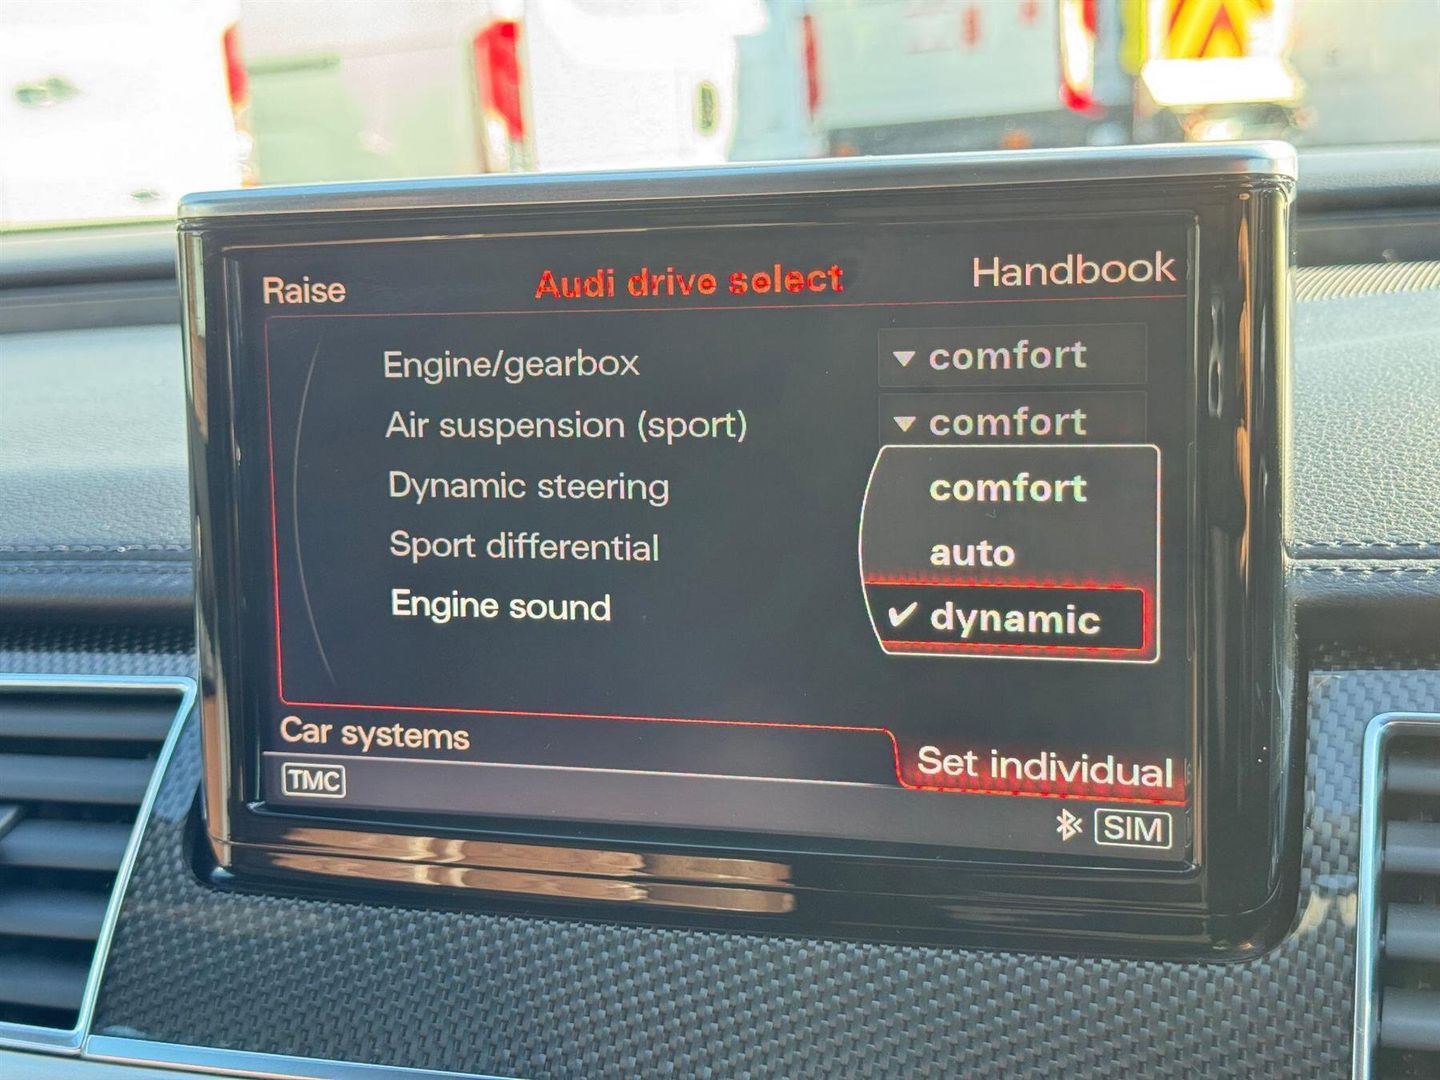 Raise Audi drive select Handbook
Engine/gearbox ▼ comfort
Air suspension (sport) ▼ comfort
Dynamic steering comfort
Sport differential auto
Engine sound ✔ dynamic
Car systems Set individual
TMC
SIM